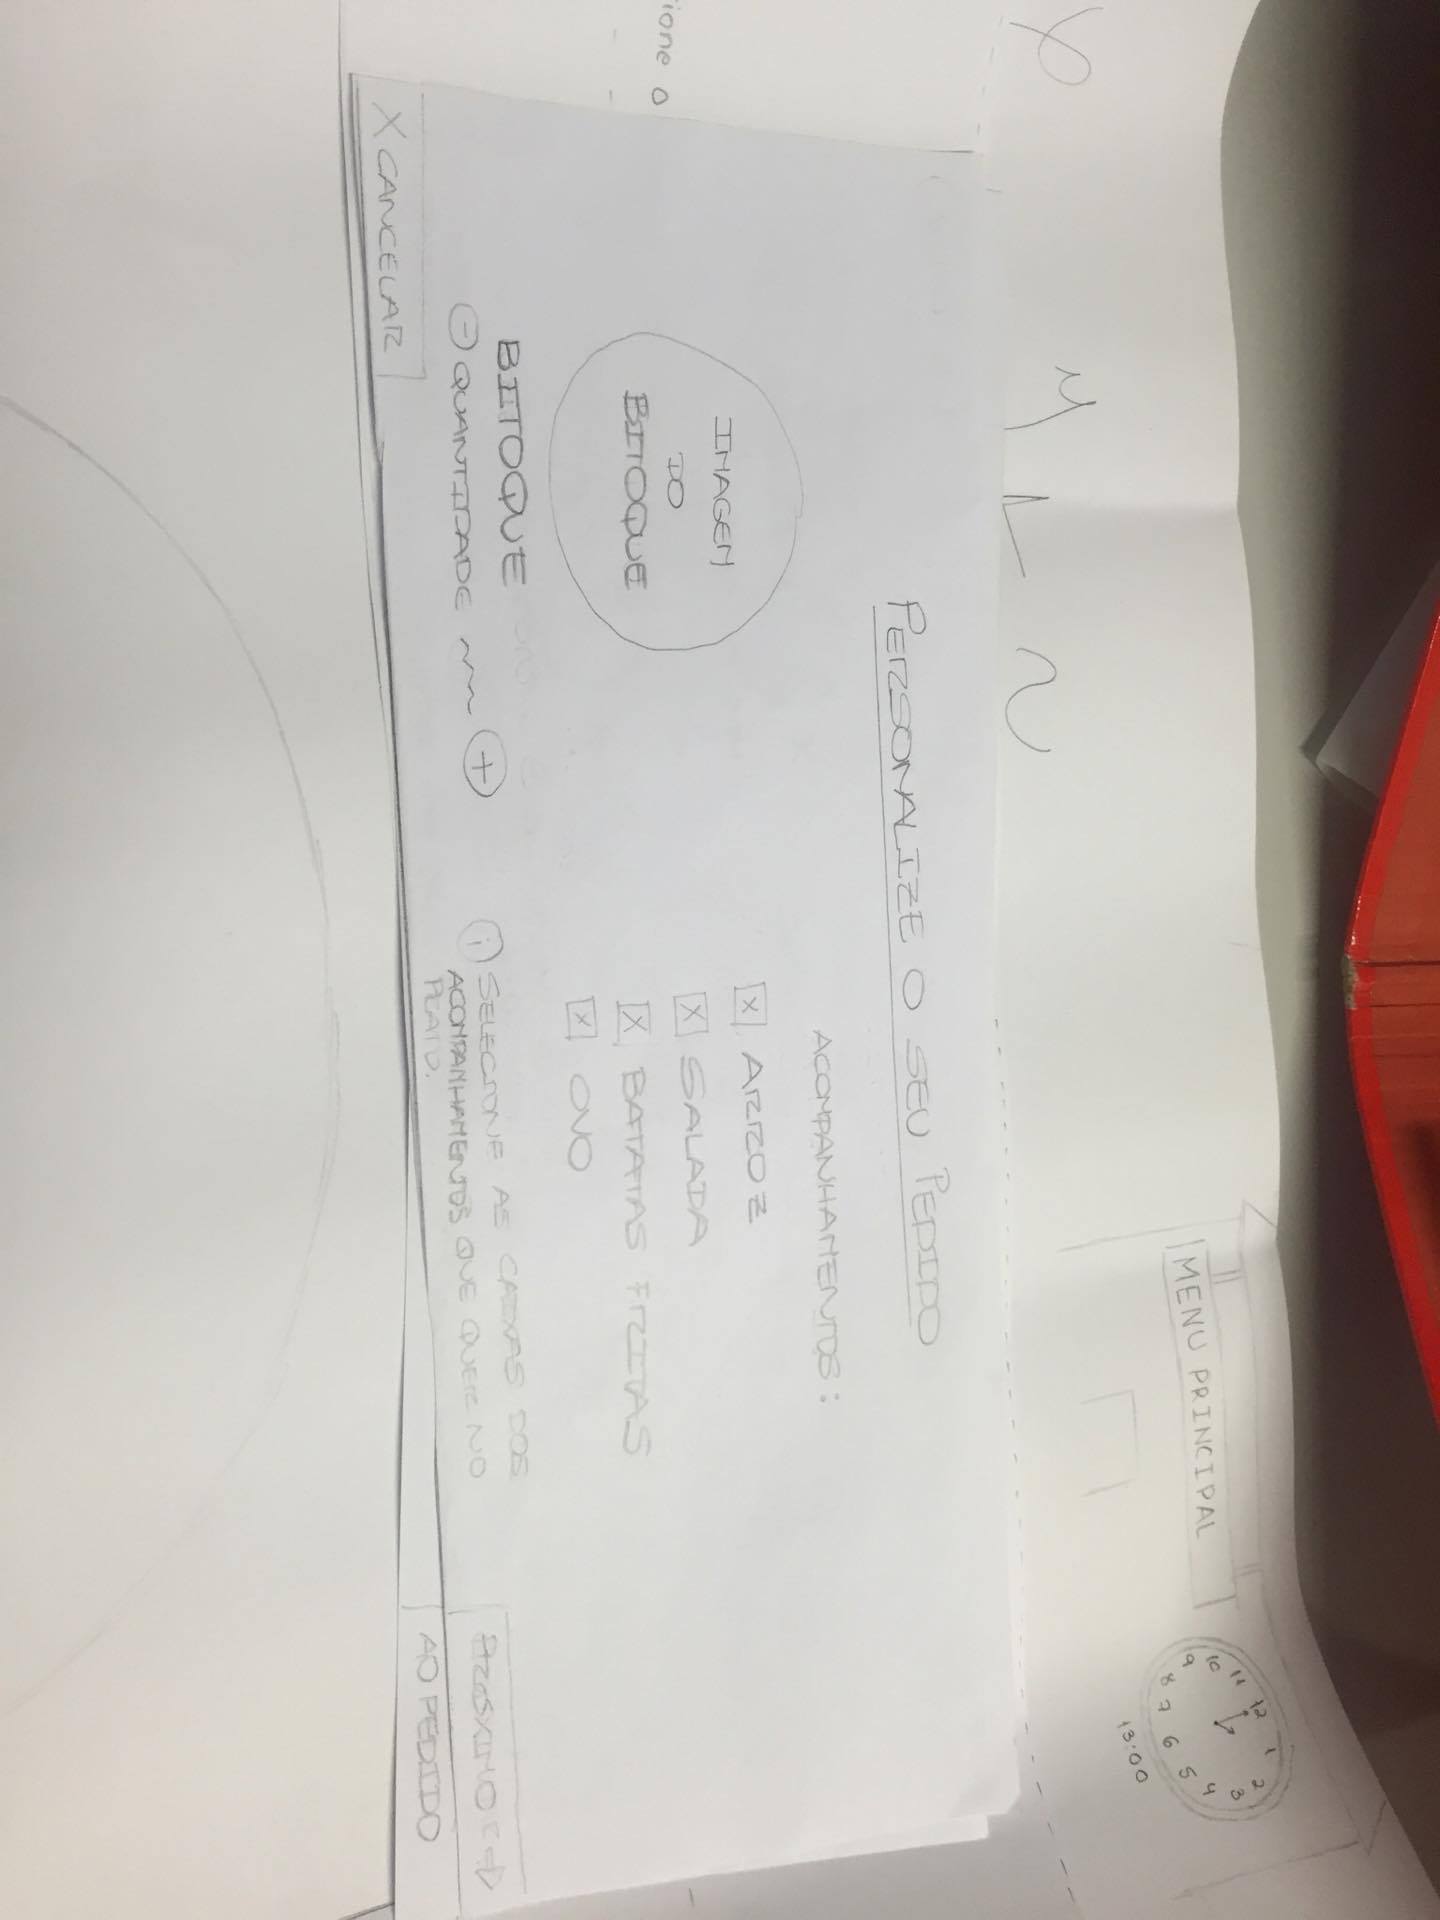 ione o
MENU PRINCIPAL
12
1
2
3
4
5
6
7
8
9
10
11
13:00
PERSONALIZE O SEU PEDIDO
IMAGEM
DO
BITOQUE
BITOQUE
- QUANTIDADE +
ACOMPANHAMENTOS:
X ARROZ
X SALADA
X BATATAS FRITAS
X OVO
i SELECIONE AS CAIXAS DOS
ACOMPANHAMENTOS QUE QUER NO
PRATO.
X CANCELAR
PRÓXIMO →
AO PEDIDO